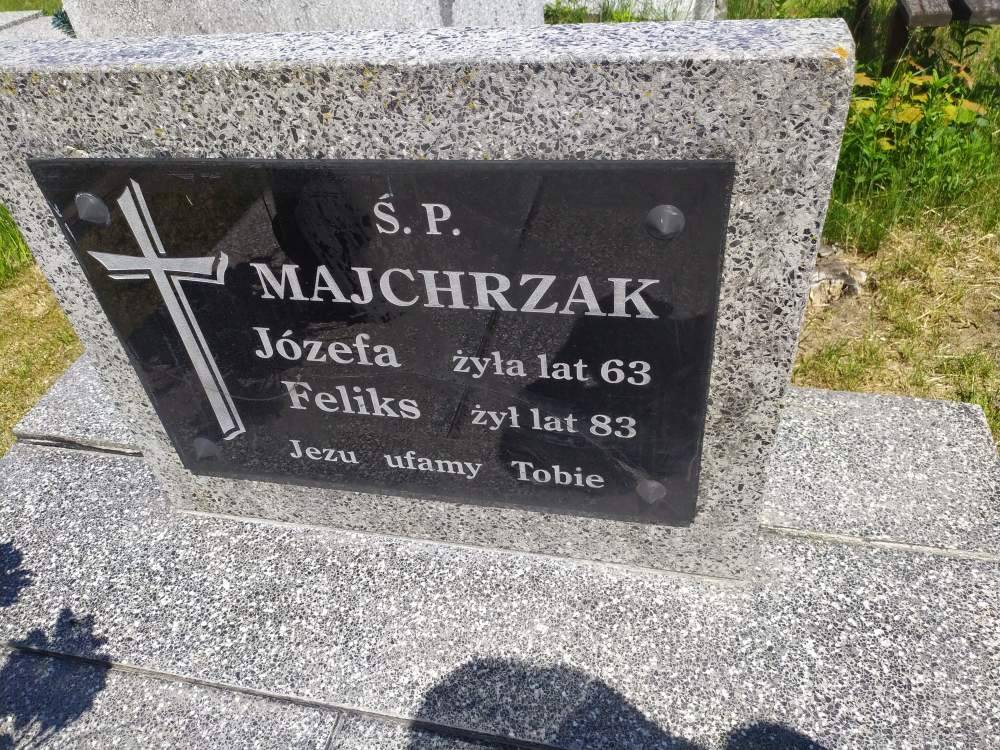 Ś. P.
MAJCHRZAK
Józefa żyła lat 63
Feliks żył lat 83
Jezu ufamy Tobie